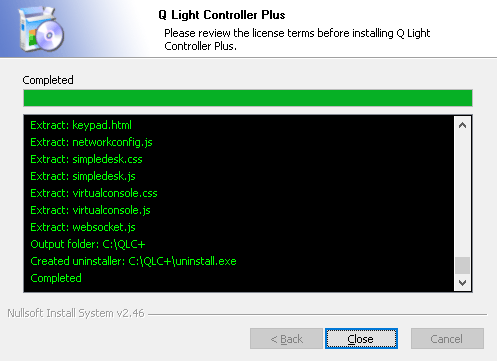 Q Light Controller Plus
Please review the license terms before installing Q Light
Controller Plus.
Completed
Extract: keypad.html
Extract: networkconfig.js
Extract: simpledesk.css
Extract: simpledesk.js
Extract: virtualconsole.css
Extract: virtualconsole.js
Extract: websocket.js
Output folder: C:\QLC+
Created uninstaller: C:\QLC+\uninstall.exe
Completed
Nullsoft Install System v2.46
< Back
Close
Cancel